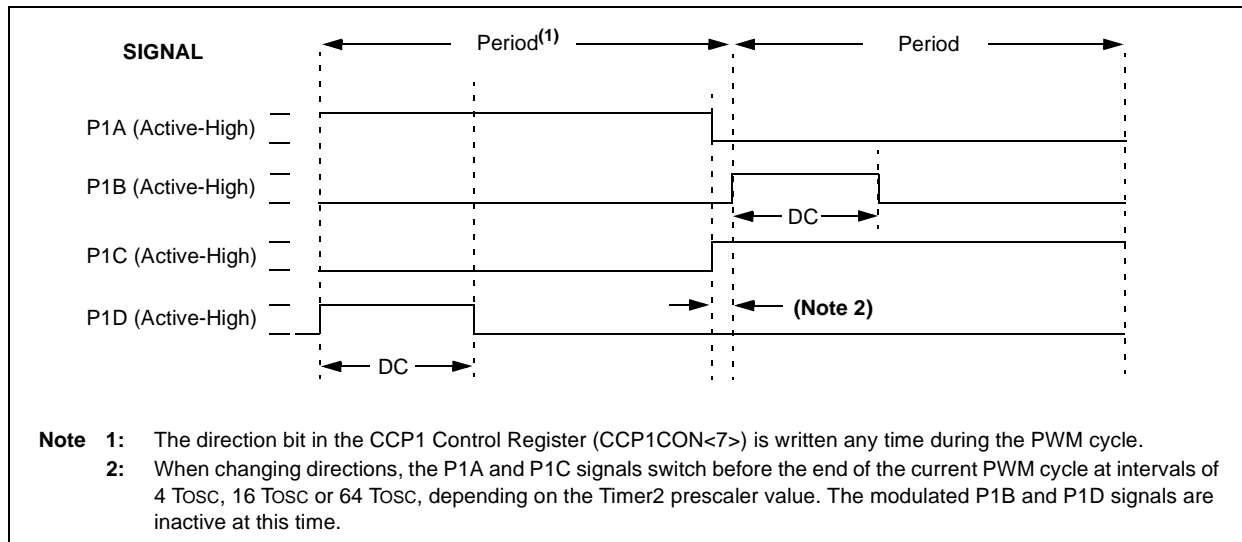 SIGNAL
Period(1)
Period
P1A (Active-High)
P1B (Active-High)
DC
P1C (Active-High)
(Note 2)
P1D (Active-High)
DC
Note 1: The direction bit in the CCP1 Control Register (CCP1CON<7>) is written any time during the PWM cycle.
2: When changing directions, the P1A and P1C signals switch before the end of the current PWM cycle at intervals of
4 TOSC, 16 TOSC or 64 TOSC, depending on the Timer2 prescaler value. The modulated P1B and P1D signals are
inactive at this time.